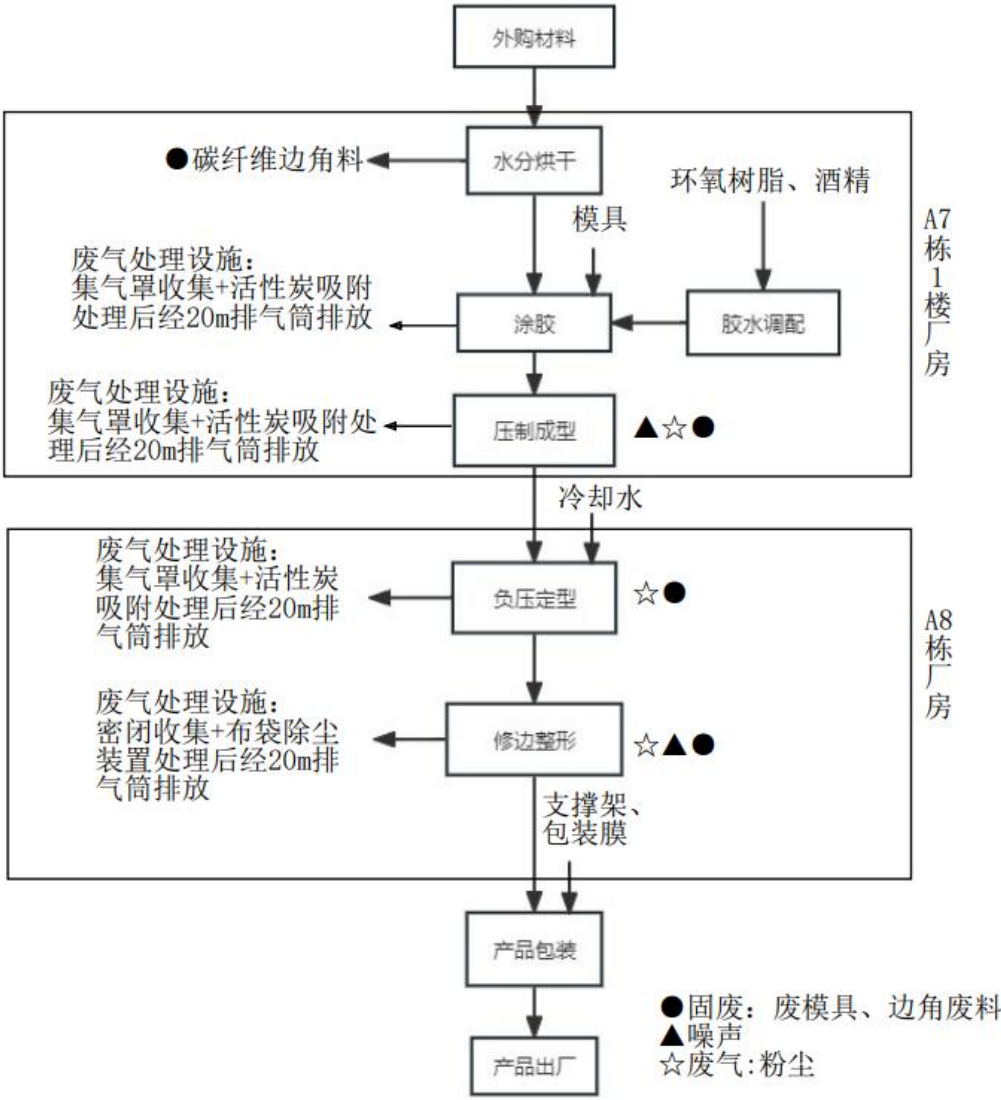 外购材料
水分烘干
●碳纤维边角料
环氧树脂、酒精
模具
废气处理设施：
集气罩收集+活性炭吸附
处理后经20m排气筒排放
涂胶
胶水调配
A7
栋
1
楼
厂
房
废气处理设施：
集气罩收集+活性炭吸附处
理后经20m排气筒排放
压制成型
▲☆●
冷却水
废气处理设施：
集气罩收集+活性炭
吸附处理后经20m排
气筒排放
负压定型
☆●
A8
栋
厂
房
废气处理设施：
密闭收集+布袋除尘
装置处理后经20m排
气筒排放
修边整形
☆▲●
支撑架、
包装膜
产品包装
产品出厂
●固废：废模具、边角废料
▲噪声
☆废气:粉尘